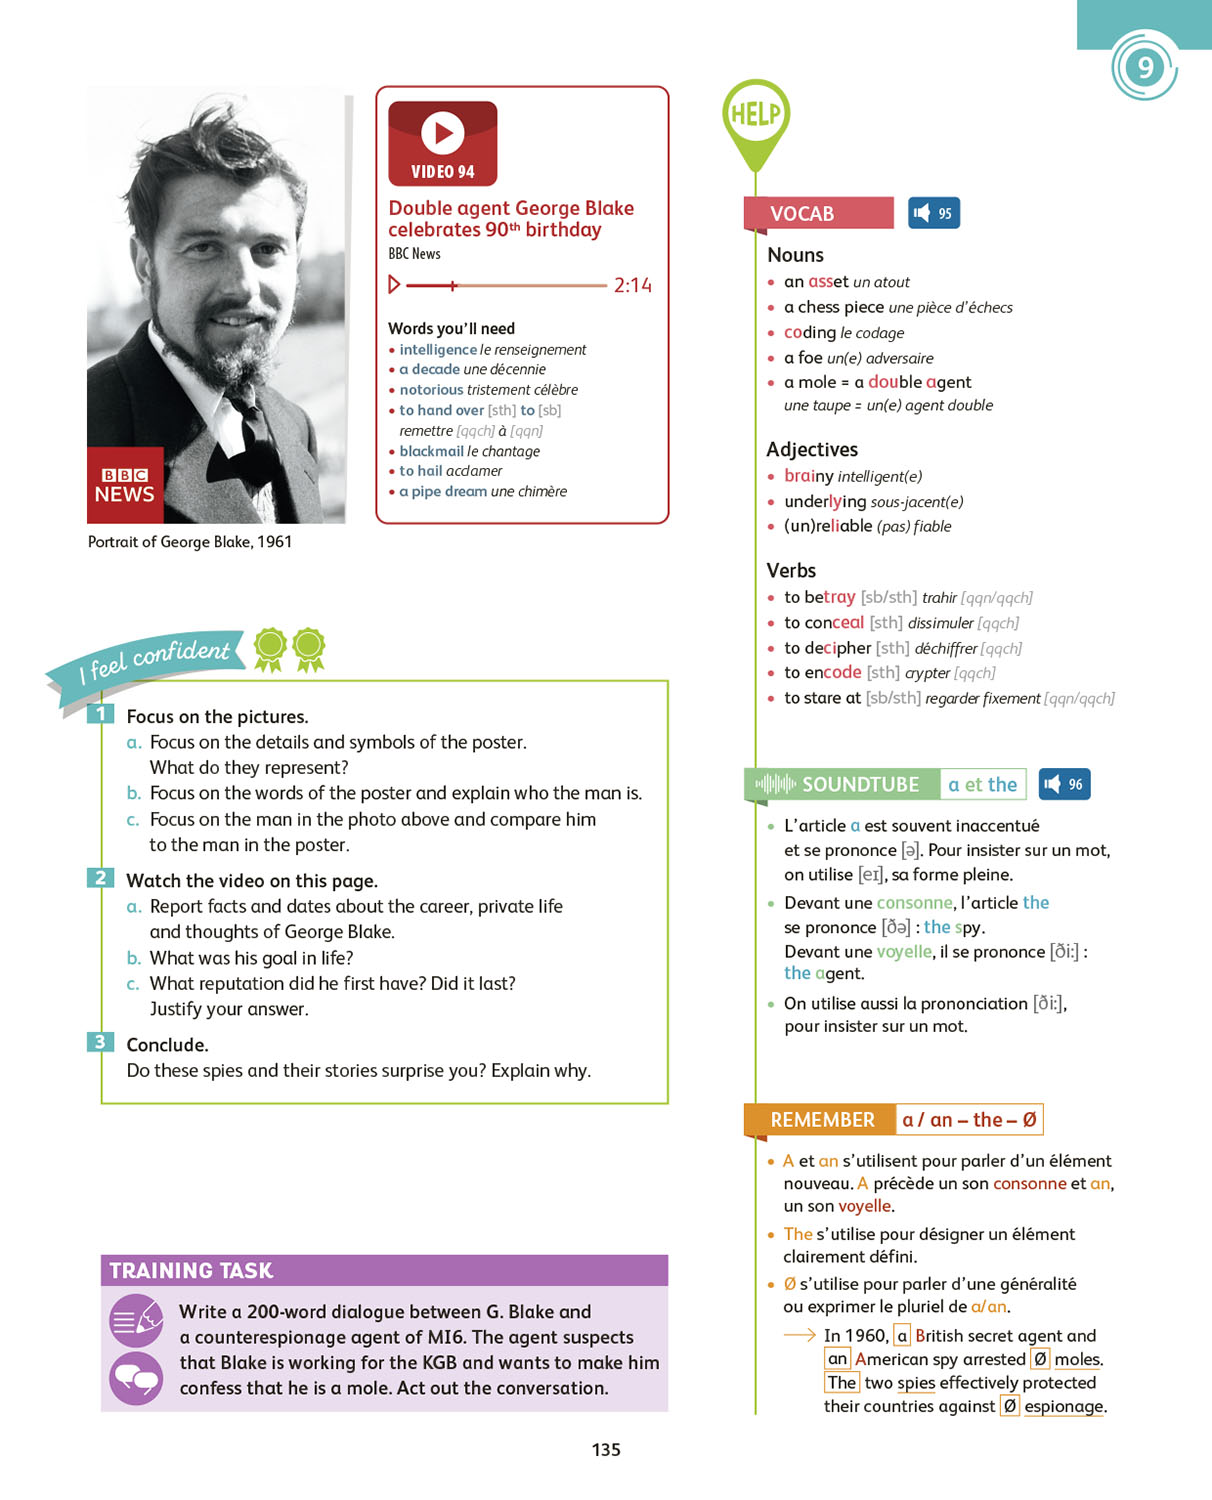 9
VIDEO 94
Double agent George Blake
celebrates 90th birthday
BBC News
2:14
Words you'll need
• intelligence le renseignement
• a decade une décennie
• notorious tristement célèbre
• to hand over [sth] to [sb]
remettre [qqch] à [qqn]
• blackmail le chantage
• to hail acclamer
• a pipe dream une chimère
BBC
NEWS
Portrait of George Blake, 1961
I feel confident
1 Focus on the pictures.
a. Focus on the details and symbols of the poster.
What do they represent?
b. Focus on the words of the poster and explain who the man is.
c. Focus on the man in the photo above and compare him
to the man in the poster.
2 Watch the video on this page.
a. Report facts and dates about the career, private life
and thoughts of George Blake.
b. What was his goal in life?
c. What reputation did he first have? Did it last?
Justify your answer.
3 Conclude.
Do these spies and their stories surprise you? Explain why.
TRAINING TASK
Write a 200-word dialogue between G. Blake and
a counterespionage agent of MI6. The agent suspects
that Blake is working for the KGB and wants to make him
confess that he is a mole. Act out the conversation.
HELP
VOCAB 95
Nouns
• an asset un atout
• a chess piece une pièce d'échecs
• coding le codage
• a foe un(e) adversaire
• a mole = a double agent
une taupe = un(e) agent double
Adjectives
• brainy intelligent(e)
• underlying sous-jacent(e)
• (un)reliable (pas) fiable
Verbs
• to betray [sb/sth] trahir [qqn/qqch]
• to conceal [sth] dissimuler [qqch]
• to decipher [sth] déchiffrer [qqch]
• to encode [sth] crypter [qqch]
• to stare at [sb/sth] regarder fixement [qqn/qqch]
SOUNDTUBE a et the 96
• L'article a est souvent inaccentué
et se prononce [ə]. Pour insister sur un mot,
on utilise [eɪ], sa forme pleine.
• Devant une consonne, l'article the
se prononce [ðə] : the spy.
Devant une voyelle, il se prononce [ðiː] :
the agent.
• On utilise aussi la prononciation [ðiː],
pour insister sur un mot.
REMEMBER a / an – the – Ø
• A et an s'utilisent pour parler d'un élément
nouveau. A précède un son consonne et an,
un son voyelle.
• The s'utilise pour désigner un élément
clairement défini.
• Ø s'utilise pour parler d'une généralité
ou exprimer le pluriel de a/an.
→ In 1960, a British secret agent and
an American spy arrested Ø moles.
The two spies effectively protected
their countries against Ø espionage.
135